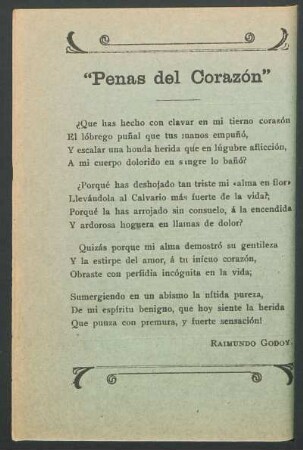 "Penas del Corazón"
¿Que has hecho con clavar en mi tierno corazón
El lóbrego puñal que tus manos empuñó,
Y escalar una honda herida que en lúgubre aflicción,
A mi cuerpo dolorido en sangre lo bañó?
¿Porqué has deshojado tan triste mi «alma en flor»
Llevándola al Calvario más fuerte de la vida?;
Porqué la has arrojado sin consuelo, á la encendida
Y ardorosa hoguera en llamas de dolor?
Quizás porque mi alma demostró su gentileza
Y la estirpe del amor, á tu inícuo corazón,
Obraste con perfidia incógnita en la vida;
Sumergiendo en un abismo la nítida pureza,
De mi espíritu benigno, que hoy siente la herida
Que punza con premura, y fuerte sensación!
RAIMUNDO GODOY.